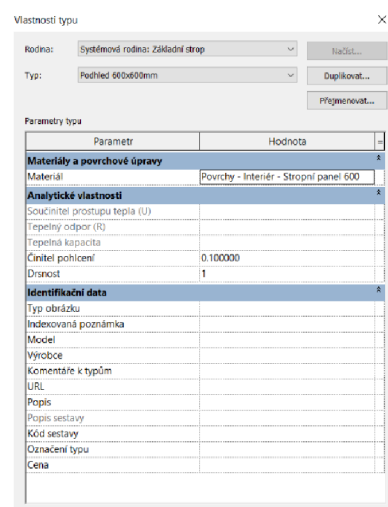 Vlastnosti typu
Rodina: Systémová rodina: Základní strop Načíst...
Typ: Podhled 600x600mm Duplikovat...
Přejmenovat...
Parametry typu
Parametr Hodnota =
Materiály a povrchové úpravy
Materiál Povrchy - Interiér - Stropní panel 600
Analytické vlastnosti
Součinitel prostupu tepla (U)
Tepelný odpor (R)
Tepelná kapacita
Činitel pohlcení 0.100000
Drsnost 1
Identifikační data
Typ obrázku
Indexovaná poznámka
Model
Výrobce
Komentáře k typům
URL
Popis
Popis sestavy
Kód sestavy
Označení typu
Cena